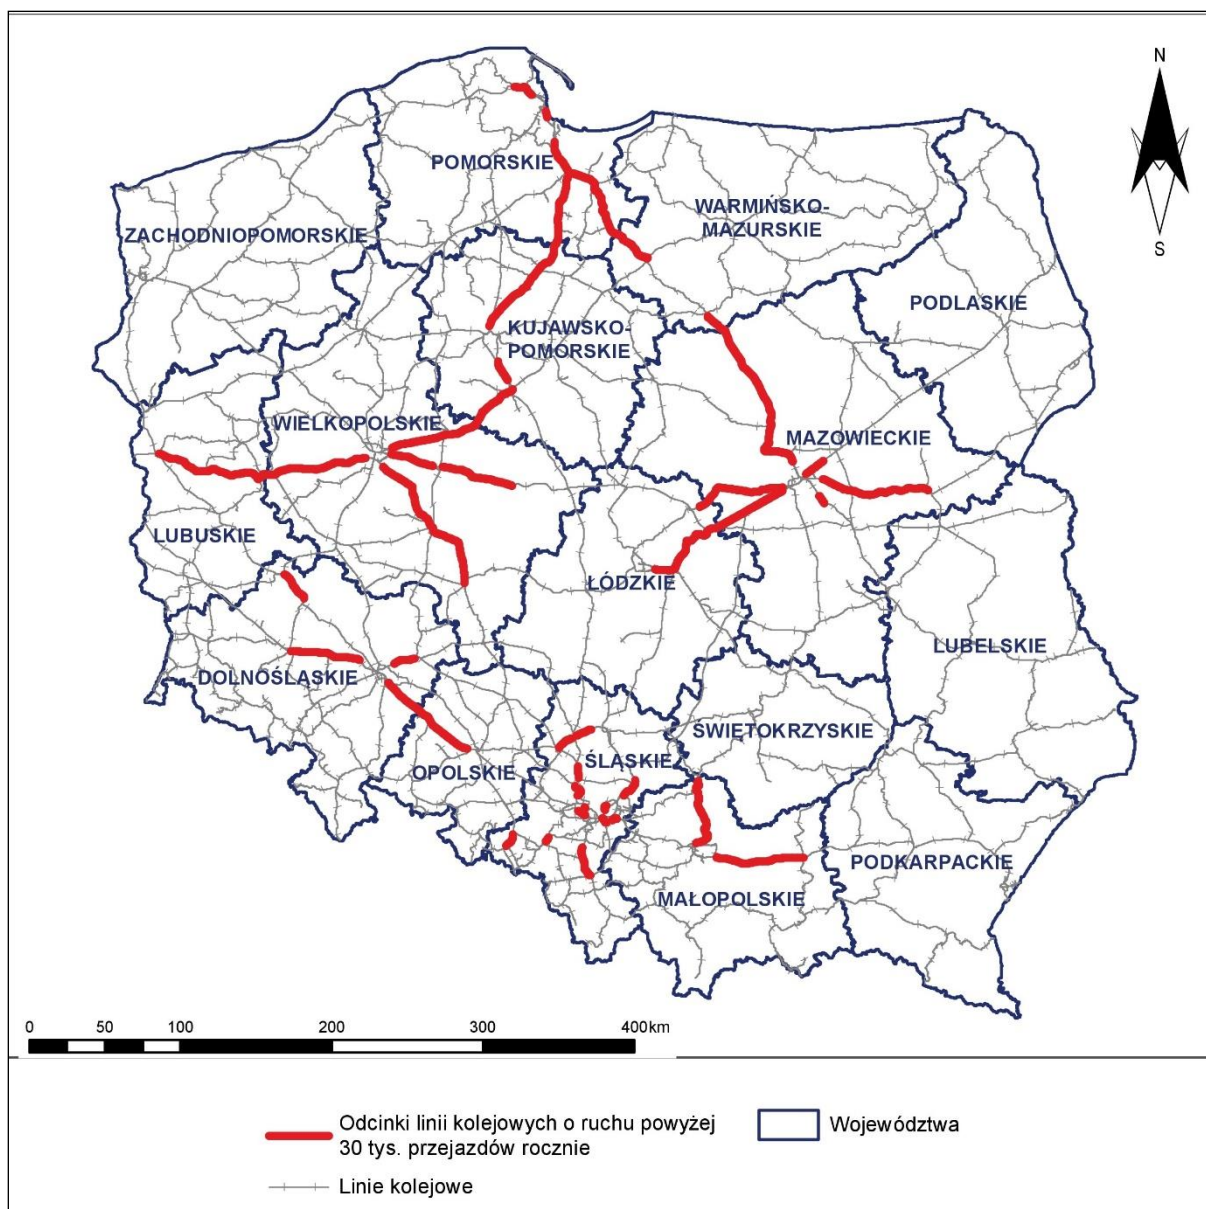 N
S
POMORSKIE
WARMIŃSKO-
MAZURSKIE
ZACHODNIOPOMORSKIE
PODLASKIE
KUJAWSKO-
POMORSKIE
WIELKOPOLSKIE
MAZOWIECKIE
LUBUSKIE
ŁÓDZKIE
LUBELSKIE
DOLNOŚLĄSKIE
ŚWIĘTOKRZYSKIE
ŚLĄSKIE
OPOLSKIE
PODKARPACKIE
MAŁOPOLSKIE
0 50 100 200 300 400km
Odcinki linii kolejowych o ruchu powyżej
30 tys. przejazdów rocznie
Województwa
Linie kolejowe